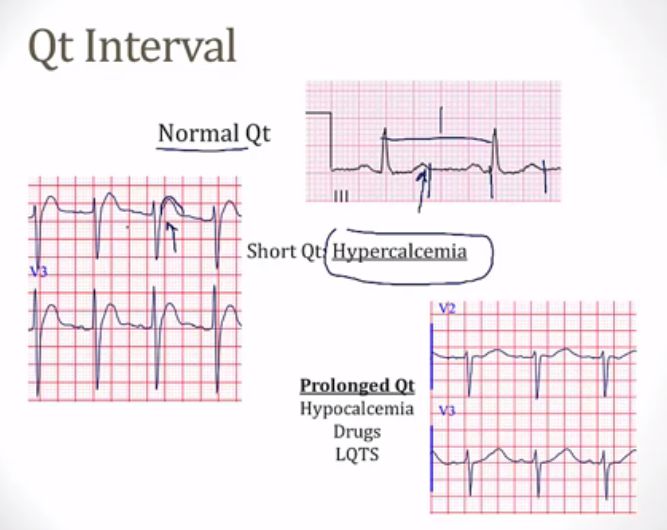 Qt Interval
Normal Qt
III
V3
Short Qt: Hypercalcemia
V2
Prolonged Qt
Hypocalcemia
Drugs
LQTS
V3